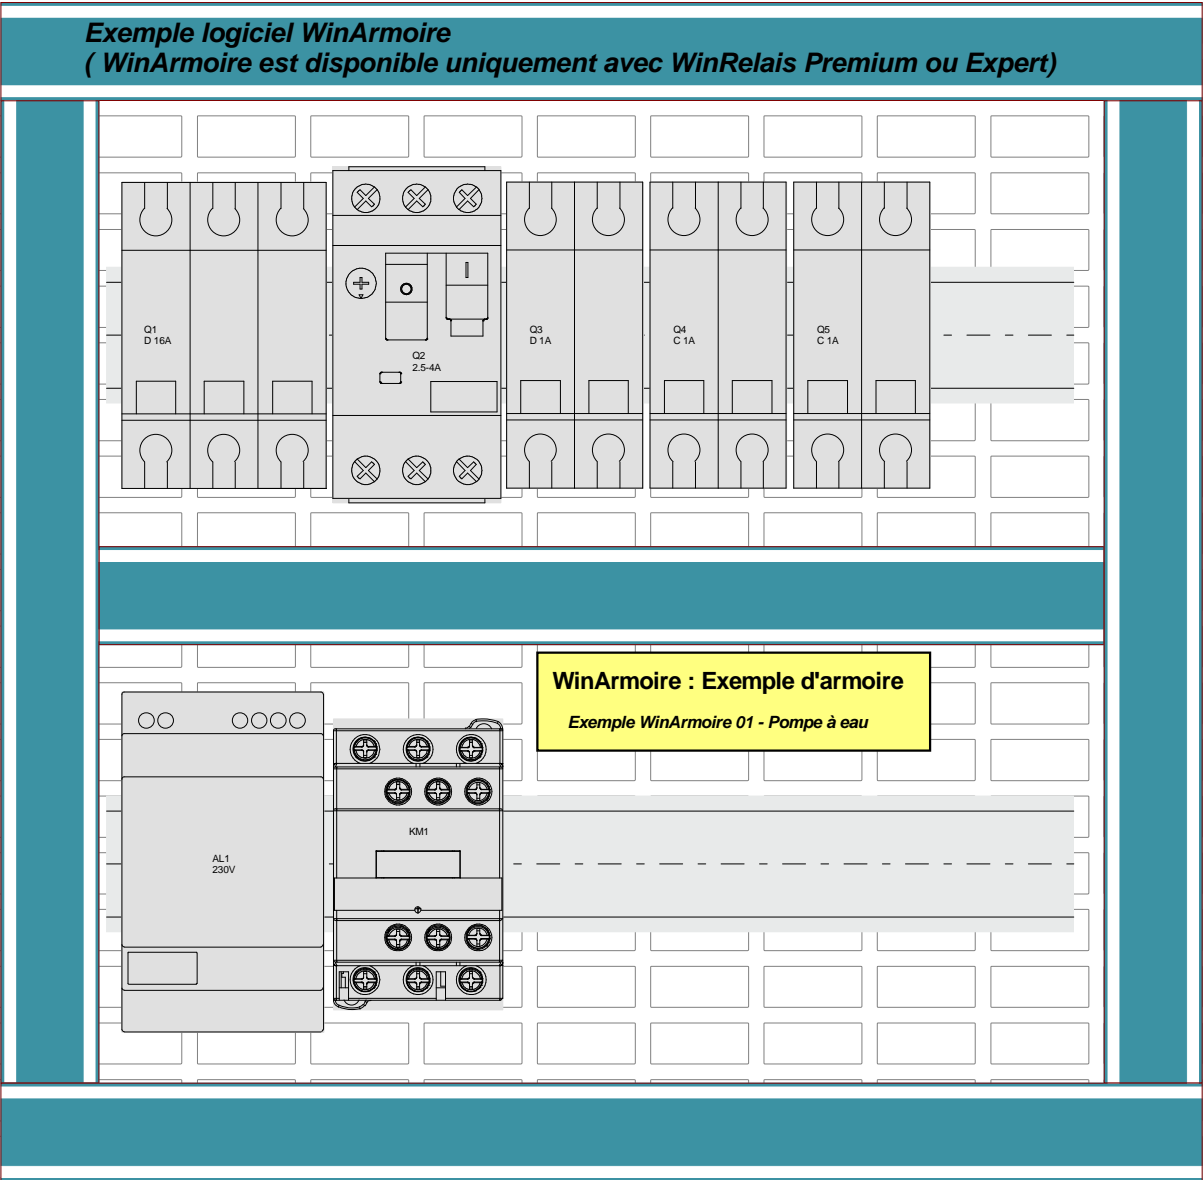 Exemple logiciel WinArmoire
( WinArmoire est disponible uniquement avec WinRelais Premium ou Expert)
Q1
D 16A
Q2
2.5-4A
Q3
D 1A
Q4
C 1A
Q5
C 1A
WinArmoire : Exemple d'armoire
Exemple WinArmoire 01 - Pompe à eau
AL1
230V
KM1